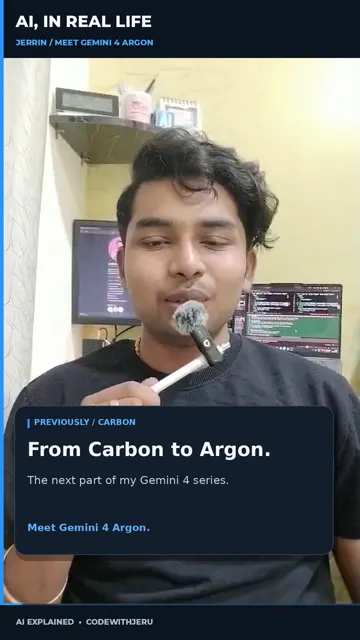 AI, IN REAL LIFE
JERRIN / MEET GEMINI 4 ARGON
PREVIOUSLY / CARBON
From Carbon to Argon.
The next part of my Gemini 4 series.
Meet Gemini 4 Argon.
AI EXPLAINED • CODEWITHJERU